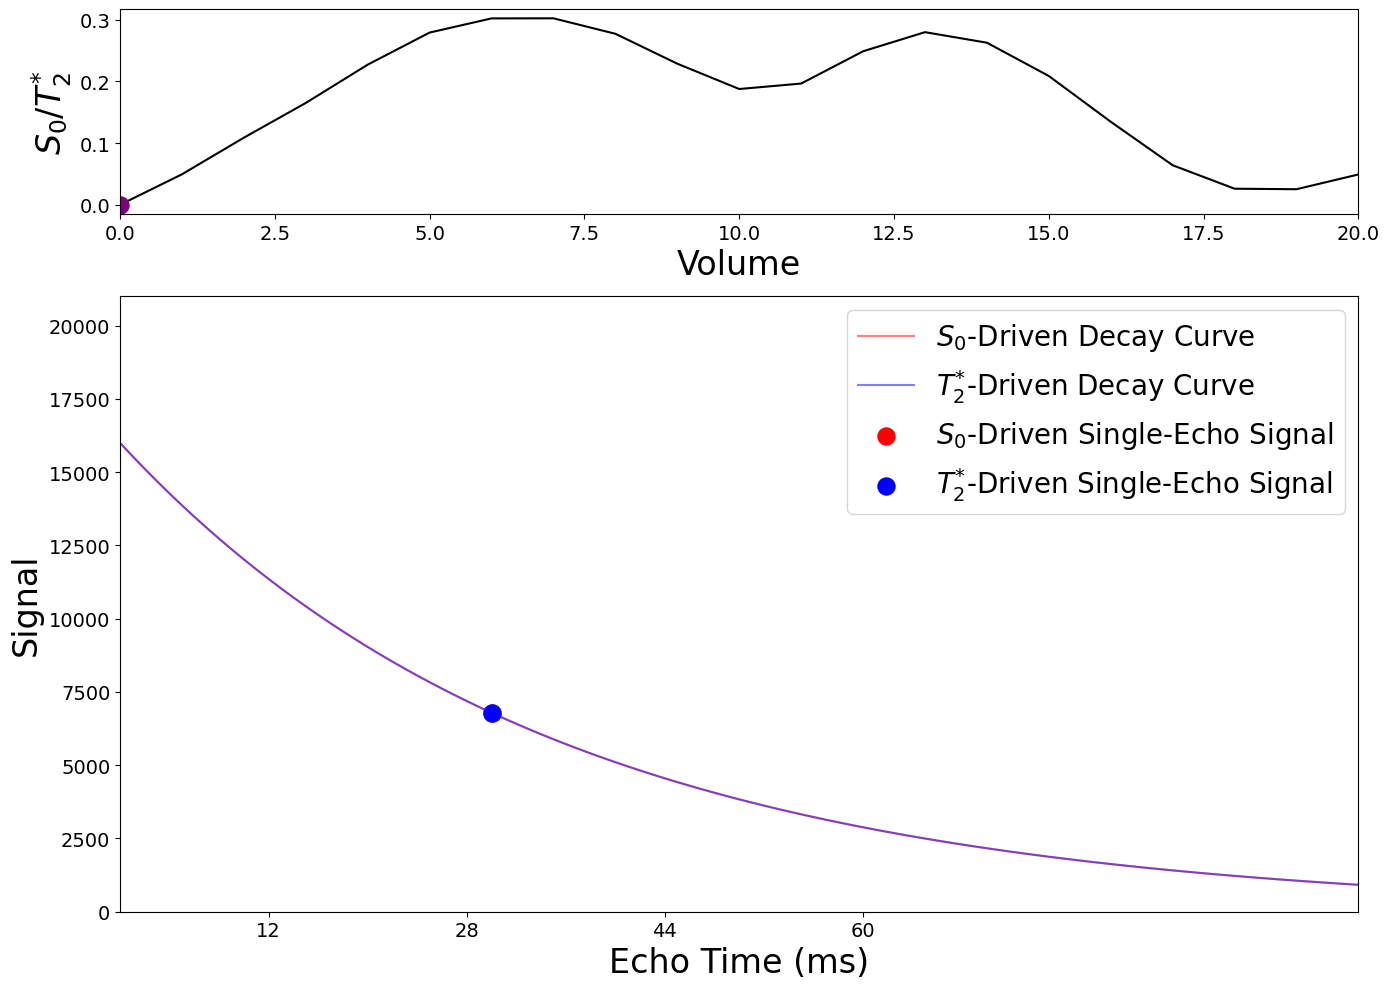 0.3
0.2
0.1
0.0
S₀/T₂*
0.0 2.5 5.0 7.5 10.0 12.5 15.0 17.5 20.0
Volume
20000
17500
15000
12500
10000
7500
5000
2500
0
Signal
S₀-Driven Decay Curve
T₂*-Driven Decay Curve
S₀-Driven Single-Echo Signal
T₂*-Driven Single-Echo Signal
12 28 44 60
Echo Time (ms)